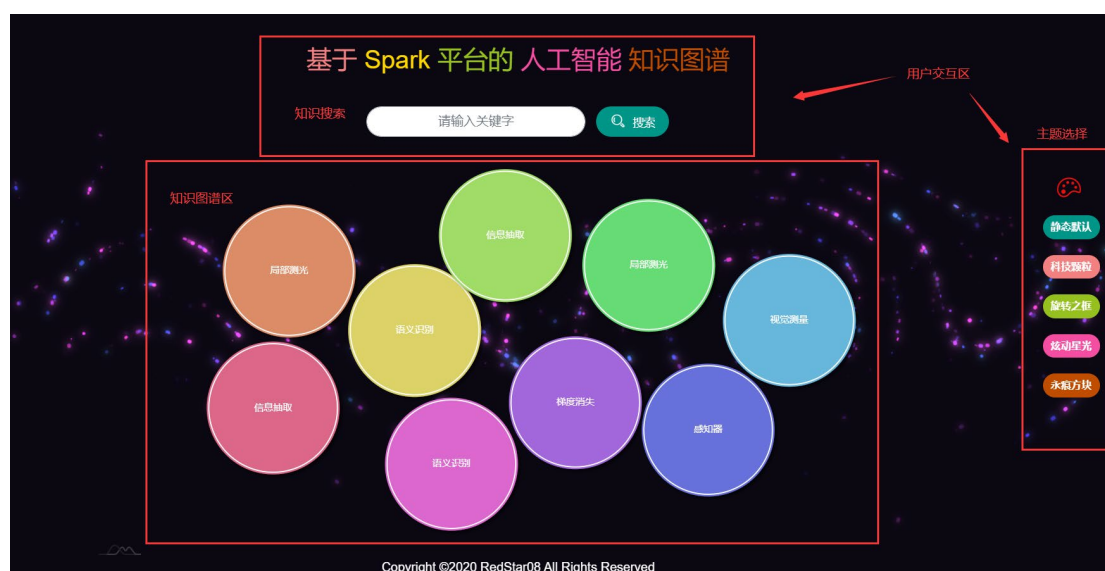 基于 Spark 平台的 人工智能 知识图谱
用户交互区
知识搜索
请输入关键字
搜索
主题选择
知识图谱区
信息抽取
局部测光
局部测光
静态默认
科技颗粒
旋转之框
视觉测量
语义识别
炫动星光
永痕方块
信息抽取
梯度消失
感知器
语义识别
Copyright ©2020 RedStar08 All Rights Reserved